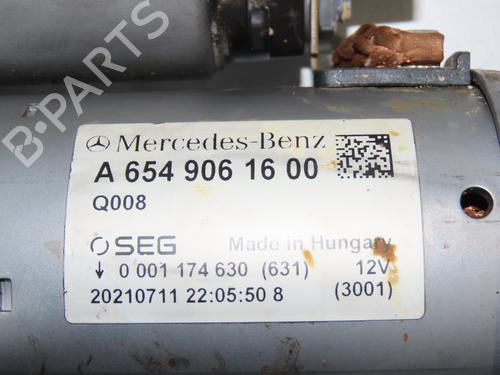 B-PARTS
Mercedes-Benz
A 654 906 16 00
Q008
SEG Made in Hungary
0 001 174 630 (631) 12V
20210711 22:05:50 8 (3001)